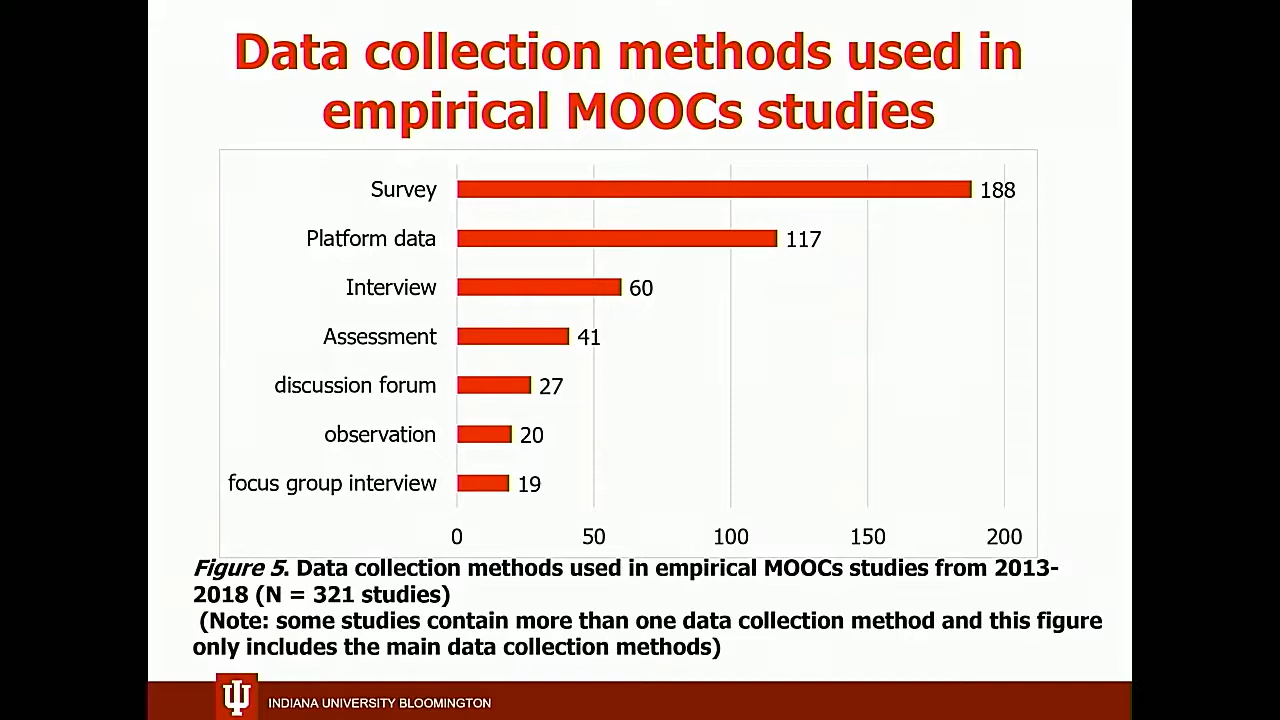 Data collection methods used in
empirical MOOCs studies
Survey 188
Platform data 117
Interview 60
Assessment 41
discussion forum 27
observation 20
focus group interview 19
0 50 100 150 200
Figure 5. Data collection methods used in empirical MOOCs studies from 2013-
2018 (N = 321 studies)
(Note: some studies contain more than one data collection method and this figure
only includes the main data collection methods)
INDIANA UNIVERSITY BLOOMINGTON